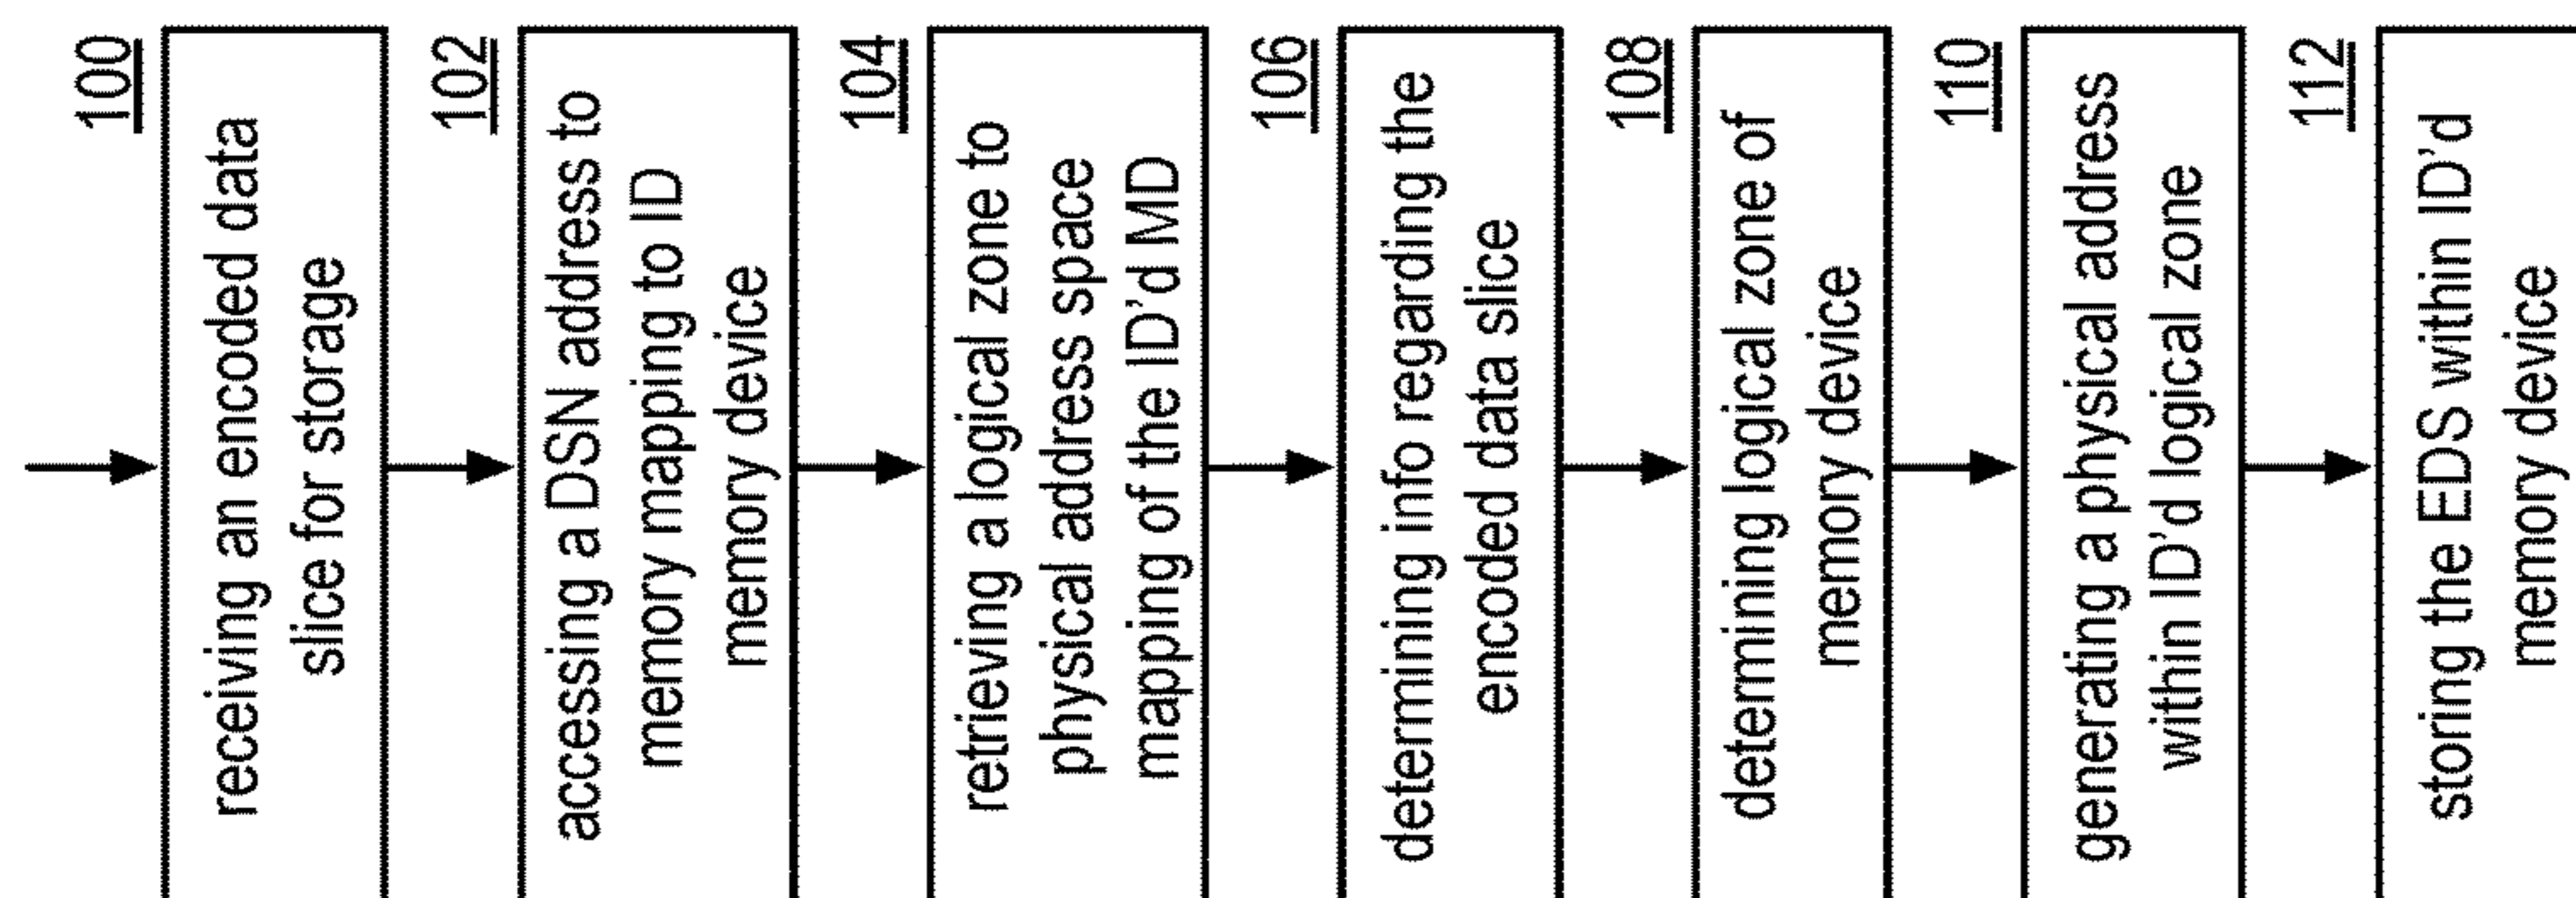 100
receiving an encoded data
slice for storage
102
accessing a DSN address to
memory mapping to ID
memory device
104
retrieving a logical zone to
physical address space
mapping of the ID'd MD
106
determining info regarding the
encoded data slice
108
determining logical zone of
memory device
110
generating a physical address
within ID'd logical zone
112
storing the EDS within ID'd
memory device